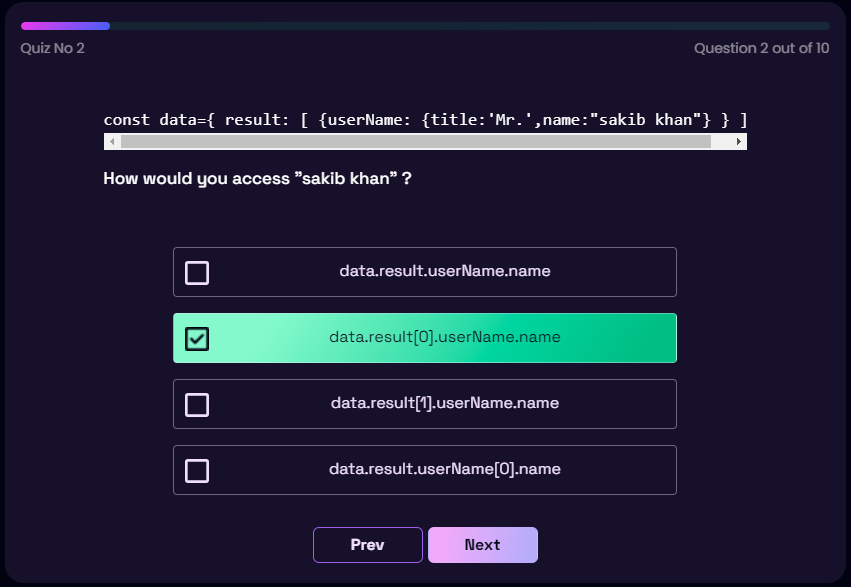 Quiz No 2
Question 2 out of 10
const data={ result: [ {userName: {title:'Mr.',name:"sakib khan"} } ]
How would you access ”sakib khan” ?
data.result.userName.name
data.result[0].userName.name
data.result[1].userName.name
data.result.userName[0].name
Prev
Next